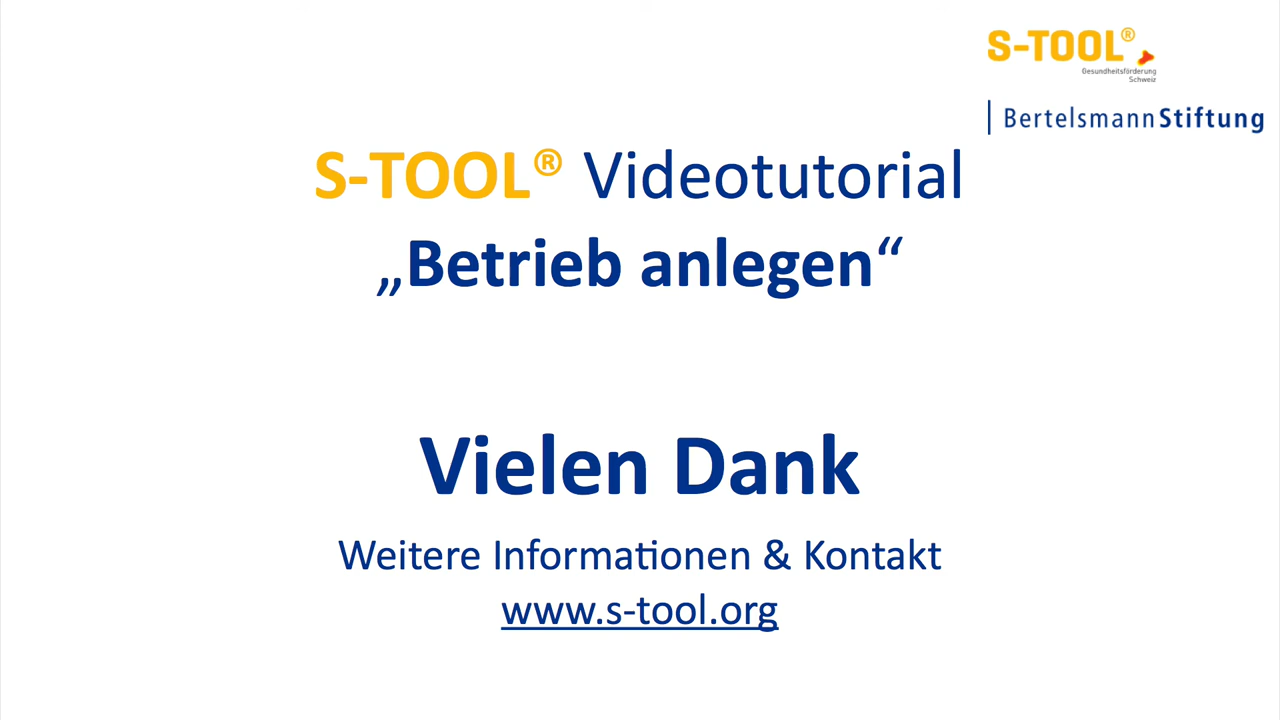 S-TOOL®
Gesundheitsförderung
Schweiz
BertelsmannStiftung
S-TOOL® Videotutorial
„Betrieb anlegen“
Vielen Dank
Weitere Informationen & Kontakt
www.s-tool.org